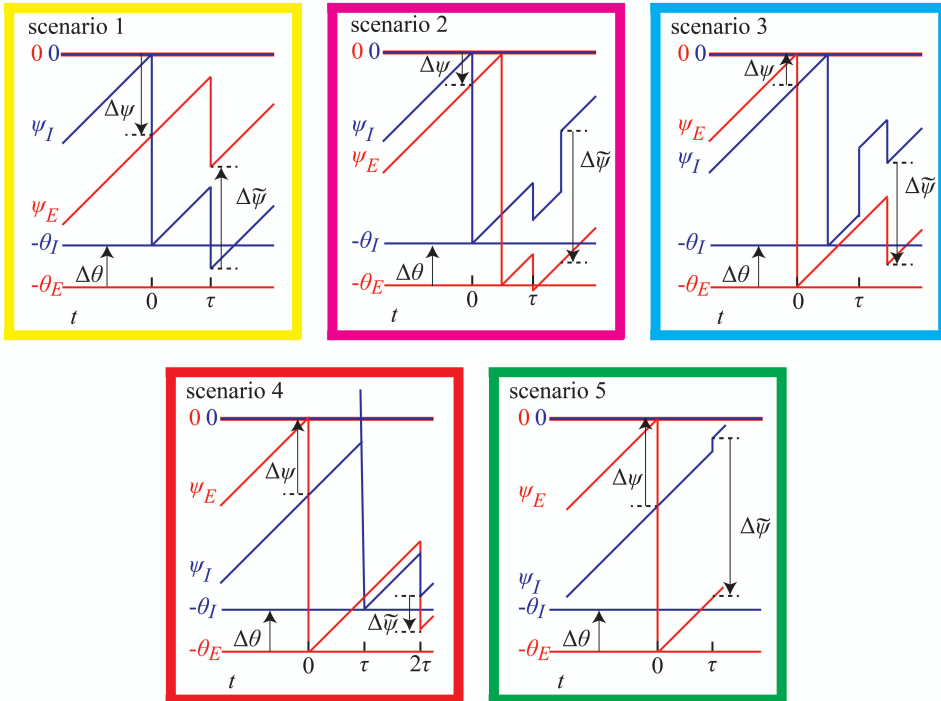 scenario 1
0 0
Δψ
ψ_I
Δψ̃
ψ_E
-θ_I
Δθ
-θ_E
0 τ
t
scenario 2
0 0
Δψ
ψ_I
ψ_E
Δψ̃
-θ_I
Δθ
-θ_E
0 τ
t
scenario 3
0 0
Δψ
ψ_E
ψ_I
Δψ̃
-θ_I
Δθ
-θ_E
0 τ
t
scenario 4
0 0
Δψ
ψ_E
ψ_I
-θ_I
Δθ
Δψ̃
-θ_E
0 τ 2τ
t
scenario 5
0 0
Δψ
ψ_E
Δψ̃
ψ_I
-θ_I
Δθ
-θ_E
0 τ
t